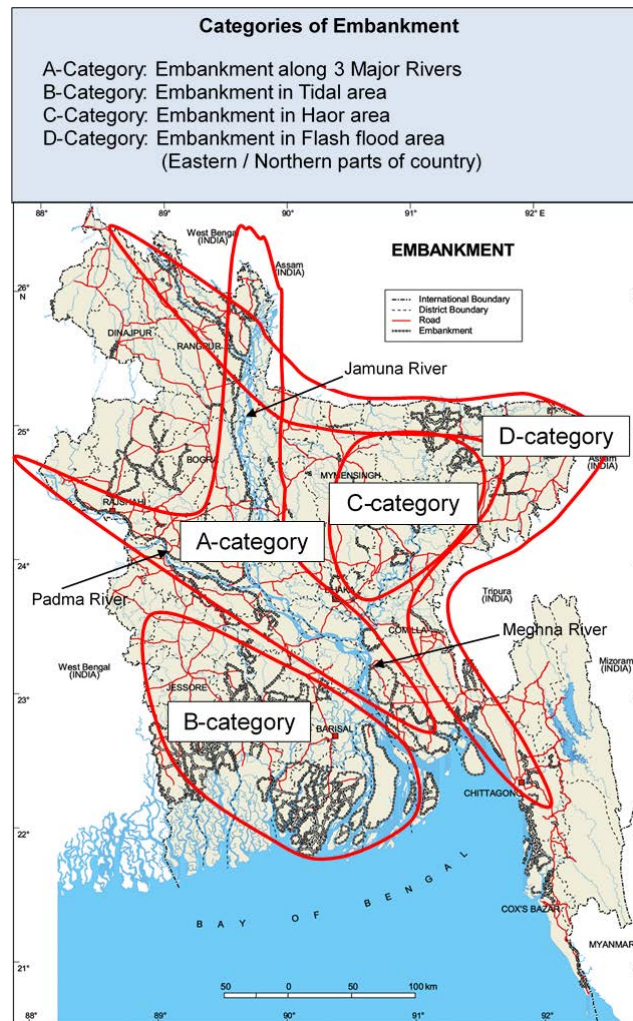 Categories of Embankment
A-Category: Embankment along 3 Major Rivers
B-Category: Embankment in Tidal area
C-Category: Embankment in Haor area
D-Category: Embankment in Flash flood area
(Eastern / Northern parts of country)
88° 89° 90° 91° 92° E
West Benga
(INDIA)
Assam
(INDIA)
EMBANKMENT
26°
N
International Boundary
District Boundary
Road
Embankment
DINAJPUR
RANGPUR
Jamuna River
25°
D-category
Assam
(INDIA)
MYMENSINGH
BOGRA
C-category
RAJSHAHI
A-category
24°
Padma River
DHAKA
Tripura
(INDIA)
COMILLA
Meghna River
West Bengal
(INDIA)
Mizoram
(INDIA)
23°
JESSORE
B-category
BARISAL
CHITTAGON
22°
BAY OF BENGAL
COX'S BAZAR
MYANMAR
21°
50 0 50 100 km
88° 89° 90° 91° 92°